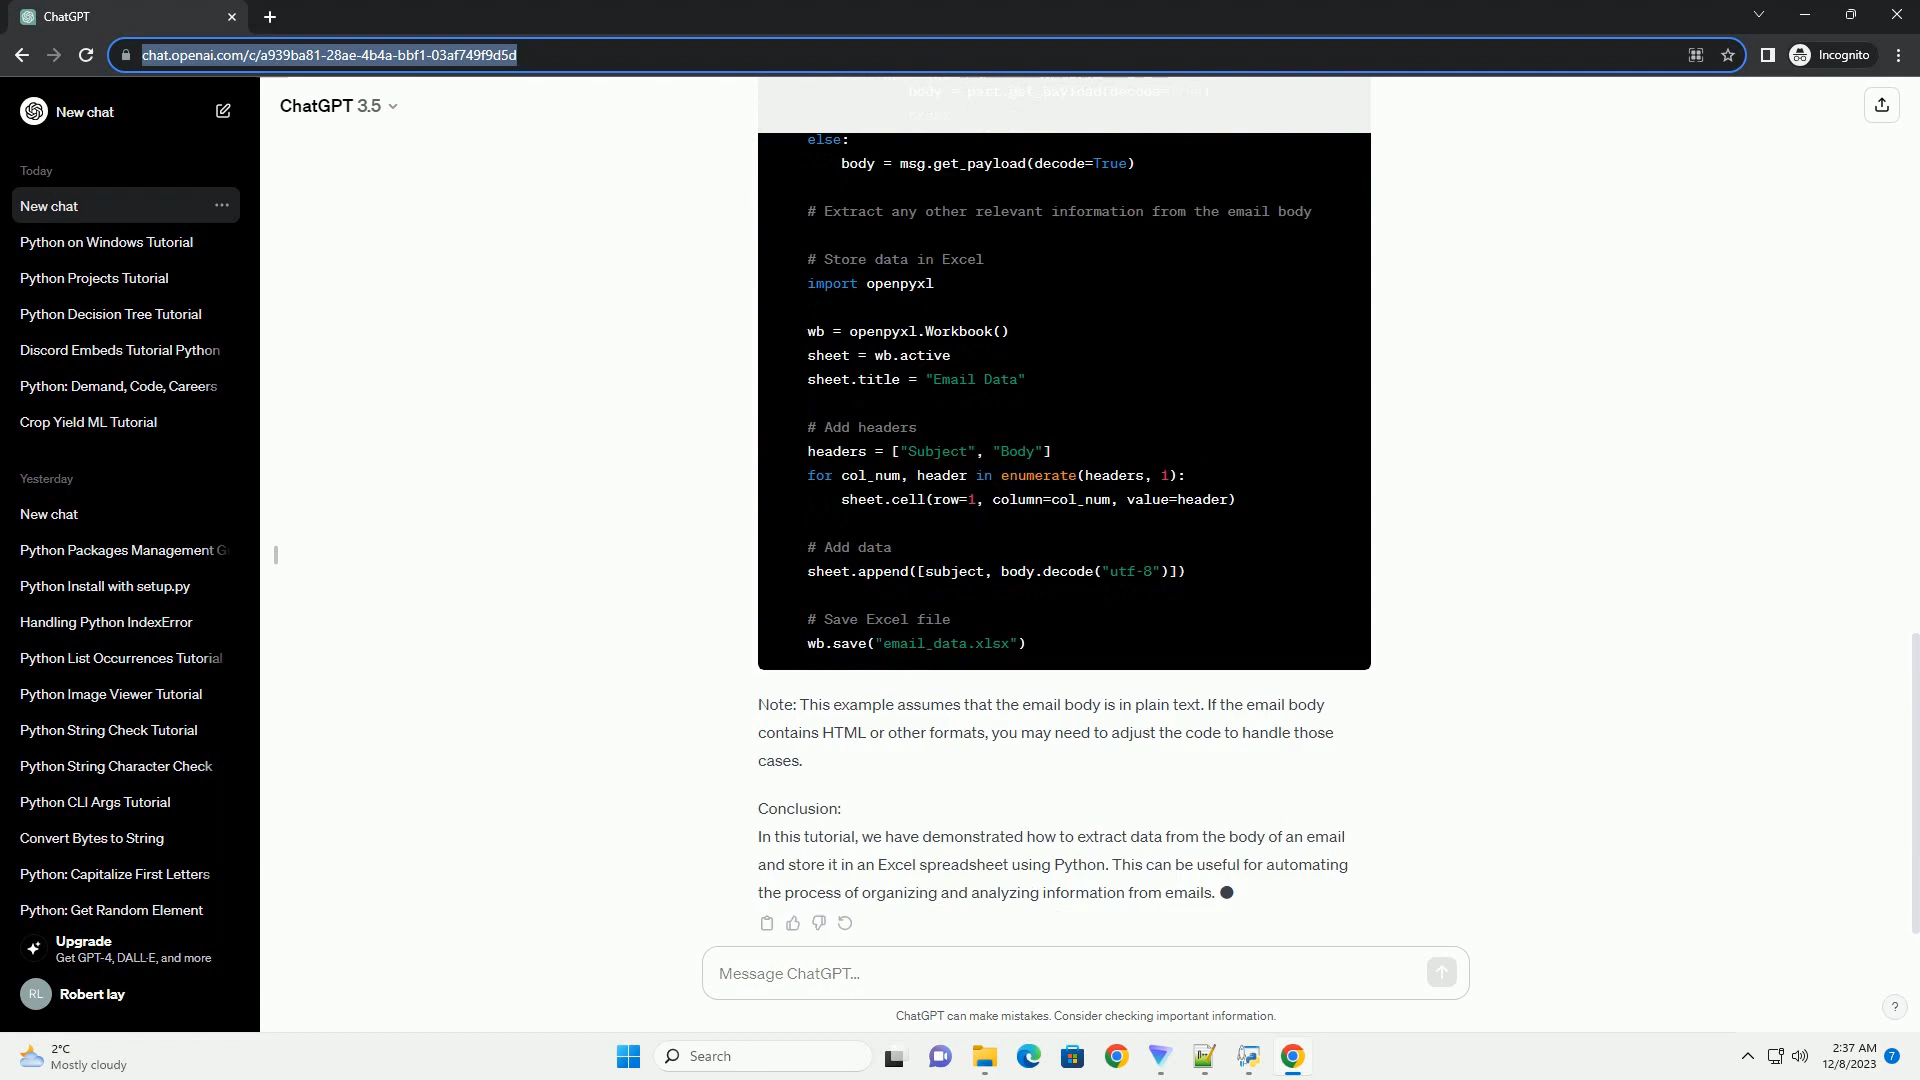 ChatGPT
chat.openai.com/c/a939ba81-28ae-4b4a-bbf1-03af749f9d5d
Incognito
New chat
Today
New chat
Python on Windows Tutorial
Python Projects Tutorial
Python Decision Tree Tutorial
Discord Embeds Tutorial Python
Python: Demand, Code, Careers
Crop Yield ML Tutorial
Yesterday
New chat
Python Packages Management G
Python Install with setup.py
Handling Python IndexError
Python List Occurrences Tutorial
Python Image Viewer Tutorial
Python String Check Tutorial
Python String Character Check
Python CLI Args Tutorial
Convert Bytes to String
Python: Capitalize First Letters
Python: Get Random Element
Upgrade
Get GPT-4, DALL·E, and more
RL Robert lay
ChatGPT 3.5
body = part.get_payload(decode=True)
else:
body = msg.get_payload(decode=True)
# Extract any other relevant information from the email body
# Store data in Excel
import openpyxl
wb = openpyxl.Workbook()
sheet = wb.active
sheet.title = "Email Data"
# Add headers
headers = ["Subject", "Body"]
for col_num, header in enumerate(headers, 1):
sheet.cell(row=1, column=col_num, value=header)
# Add data
sheet.append([subject, body.decode("utf-8")])
# Save Excel file
wb.save("email_data.xlsx")
Note: This example assumes that the email body is in plain text. If the email body
contains HTML or other formats, you may need to adjust the code to handle those
cases.
Conclusion:
In this tutorial, we have demonstrated how to extract data from the body of an email
and store it in an Excel spreadsheet using Python. This can be useful for automating
the process of organizing and analyzing information from emails.
Message ChatGPT...
ChatGPT can make mistakes. Consider checking important information.
?
2°C
Mostly cloudy
Search
2:37 AM
12/8/2023
7